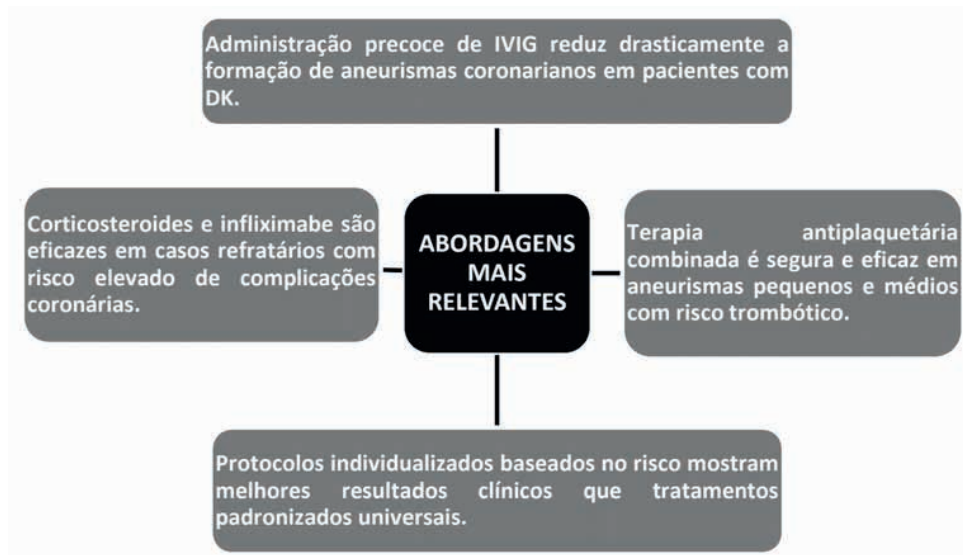 Administração precoce de IVIG reduz drasticamente a
formação de aneurismas coronarianos em pacientes com
DK.
Corticosteroides e infliximabe são
eficazes em casos refratários com
risco elevado de complicações
coronárias.
ABORDAGENS
MAIS
RELEVANTES
Terapia antiplaquetária
combinada é segura e eficaz em
aneurismas pequenos e médios
com risco trombótico.
Protocolos individualizados baseados no risco mostram
melhores resultados clínicos que tratamentos
padronizados universais.